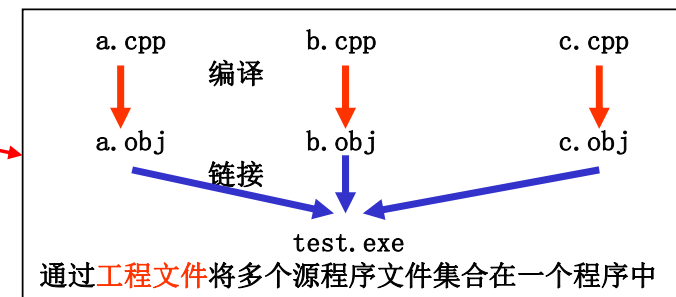 a.cpp b.cpp c.cpp
编译
a.obj b.obj c.obj
链接
test.exe
通过工程文件将多个源程序文件集合在一个程序中